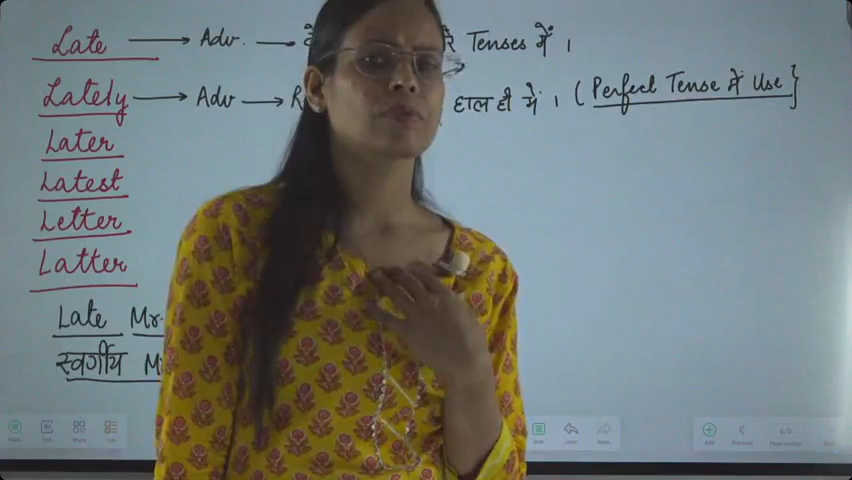 Late → Adv. — Tenses में ।
Lately → Adv → R हाल ही में । ( Perfect Tense में Use }
Later
Latest
Letter
Latter
Late Mr.
स्वर्गीय